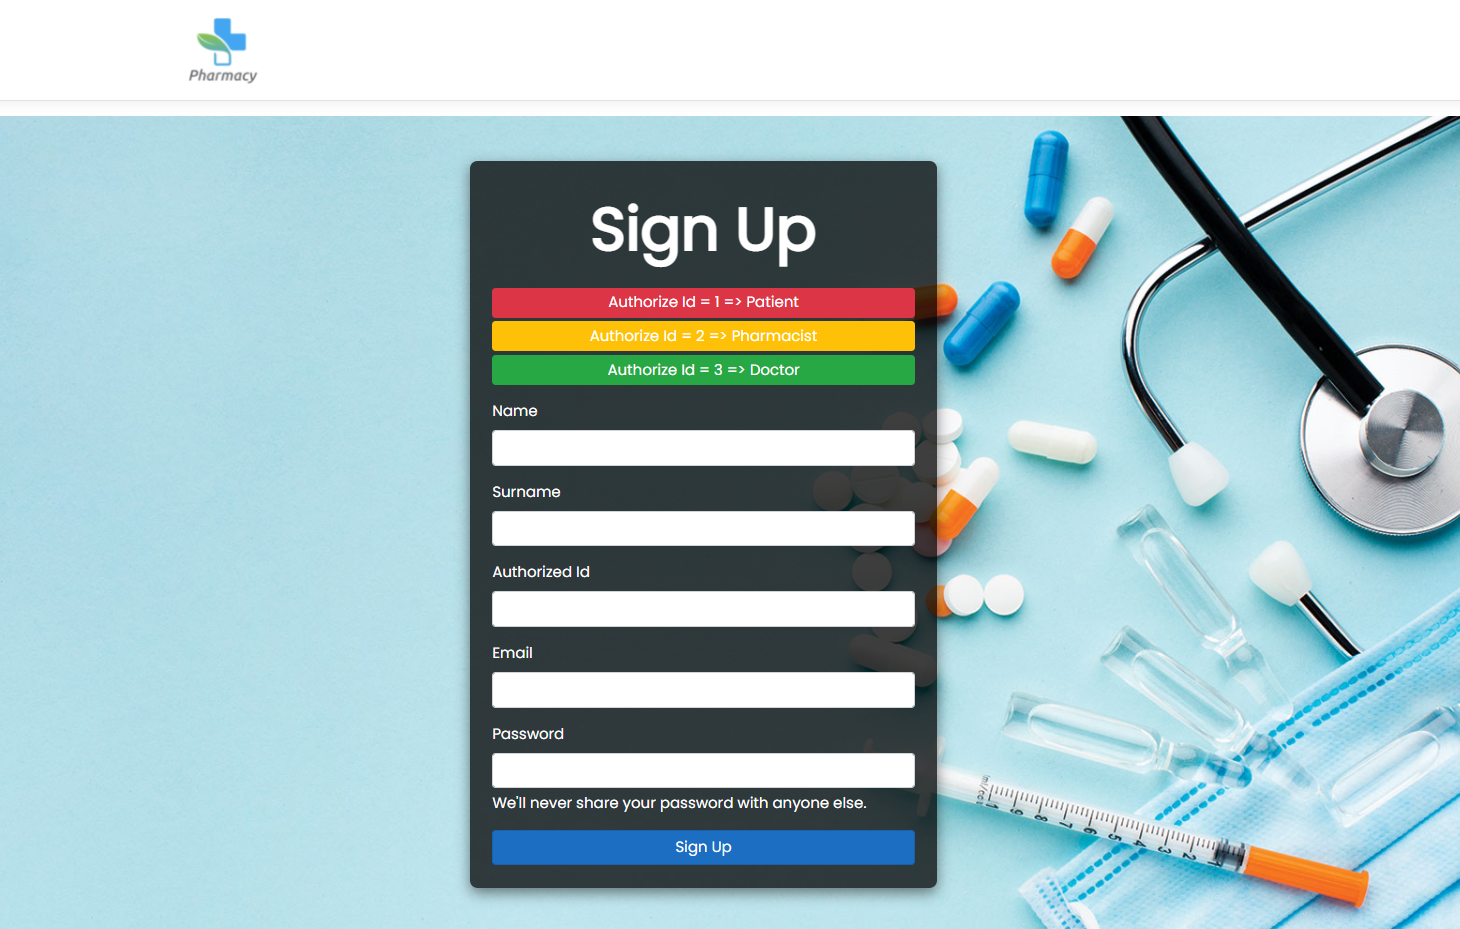 Pharmacy
Sign Up
Authorize Id = 1 => Patient
Authorize Id = 2 => Pharmacist
Authorize Id = 3 => Doctor
Name
Surname
Authorized Id
Email
Password
We'll never share your password with anyone else.
Sign Up